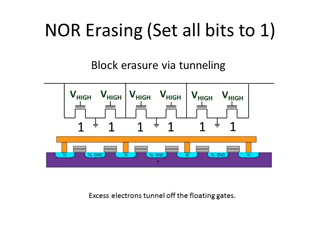 NOR Erasing (Set all bits to 1)
Block erasure via tunneling
VHIGH VHIGH VHIGH VHIGH VHIGH VHIGH
1 1 1 1 1 1
Excess electrons tunnel off the floating gates.